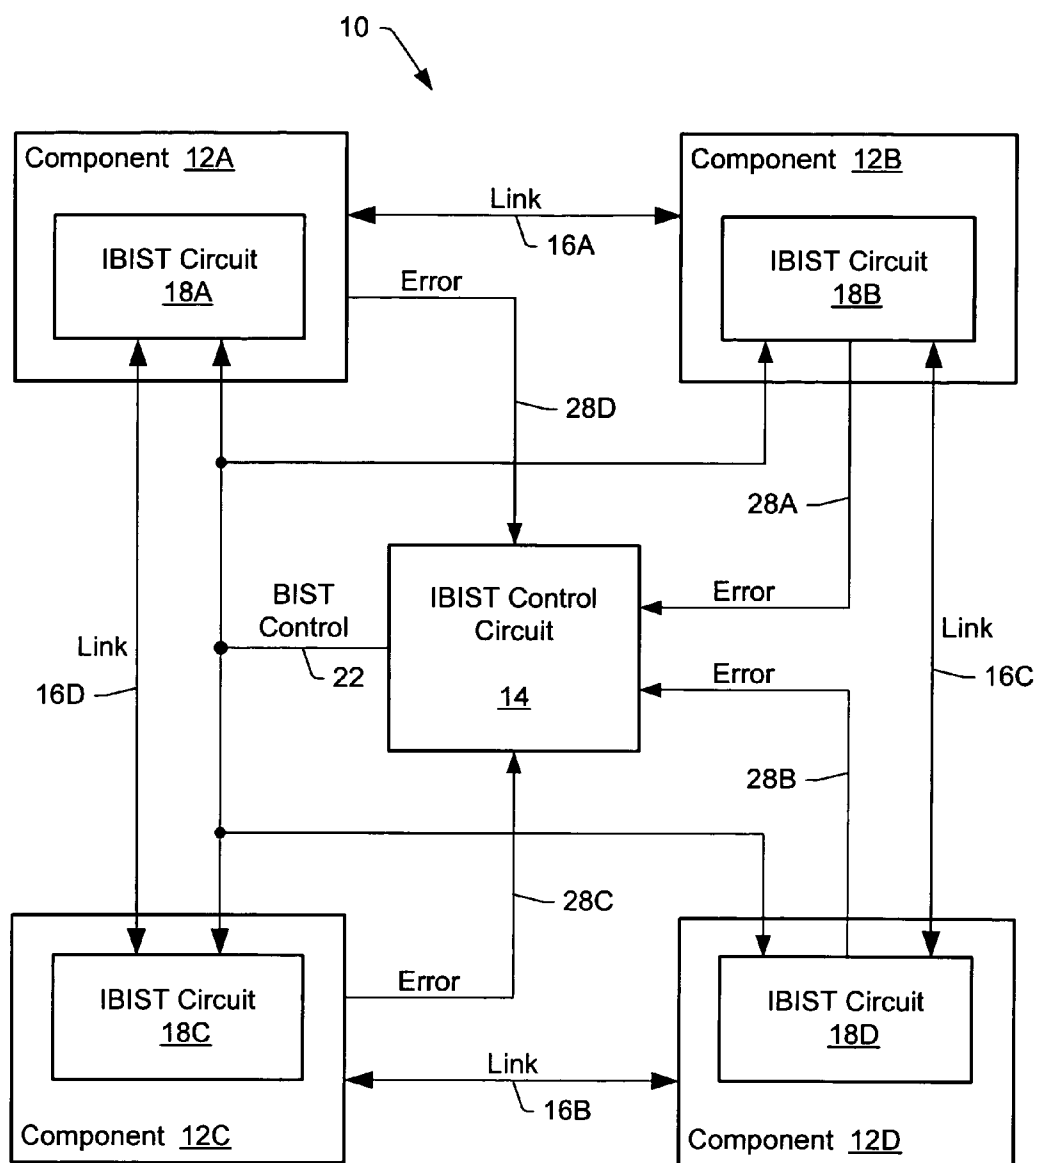 10
Component 12A
Component 12B
Link
16A
IBIST Circuit
18A
IBIST Circuit
18B
Error
28D
28A
BIST
Control
22
IBIST Control
Circuit
14
Error
Error
Link
16D
Link
16C
28B
28C
IBIST Circuit
18C
Error
IBIST Circuit
18D
Link
16B
Component 12C
Component 12D